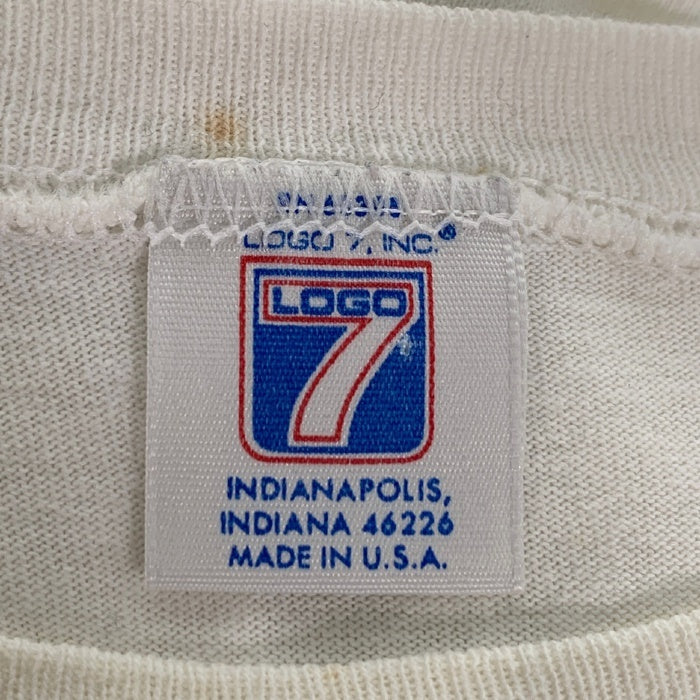 LOGO 7, INC.®
LOGO
7
INDIANAPOLIS,
INDIANA 46226
MADE IN U.S.A.